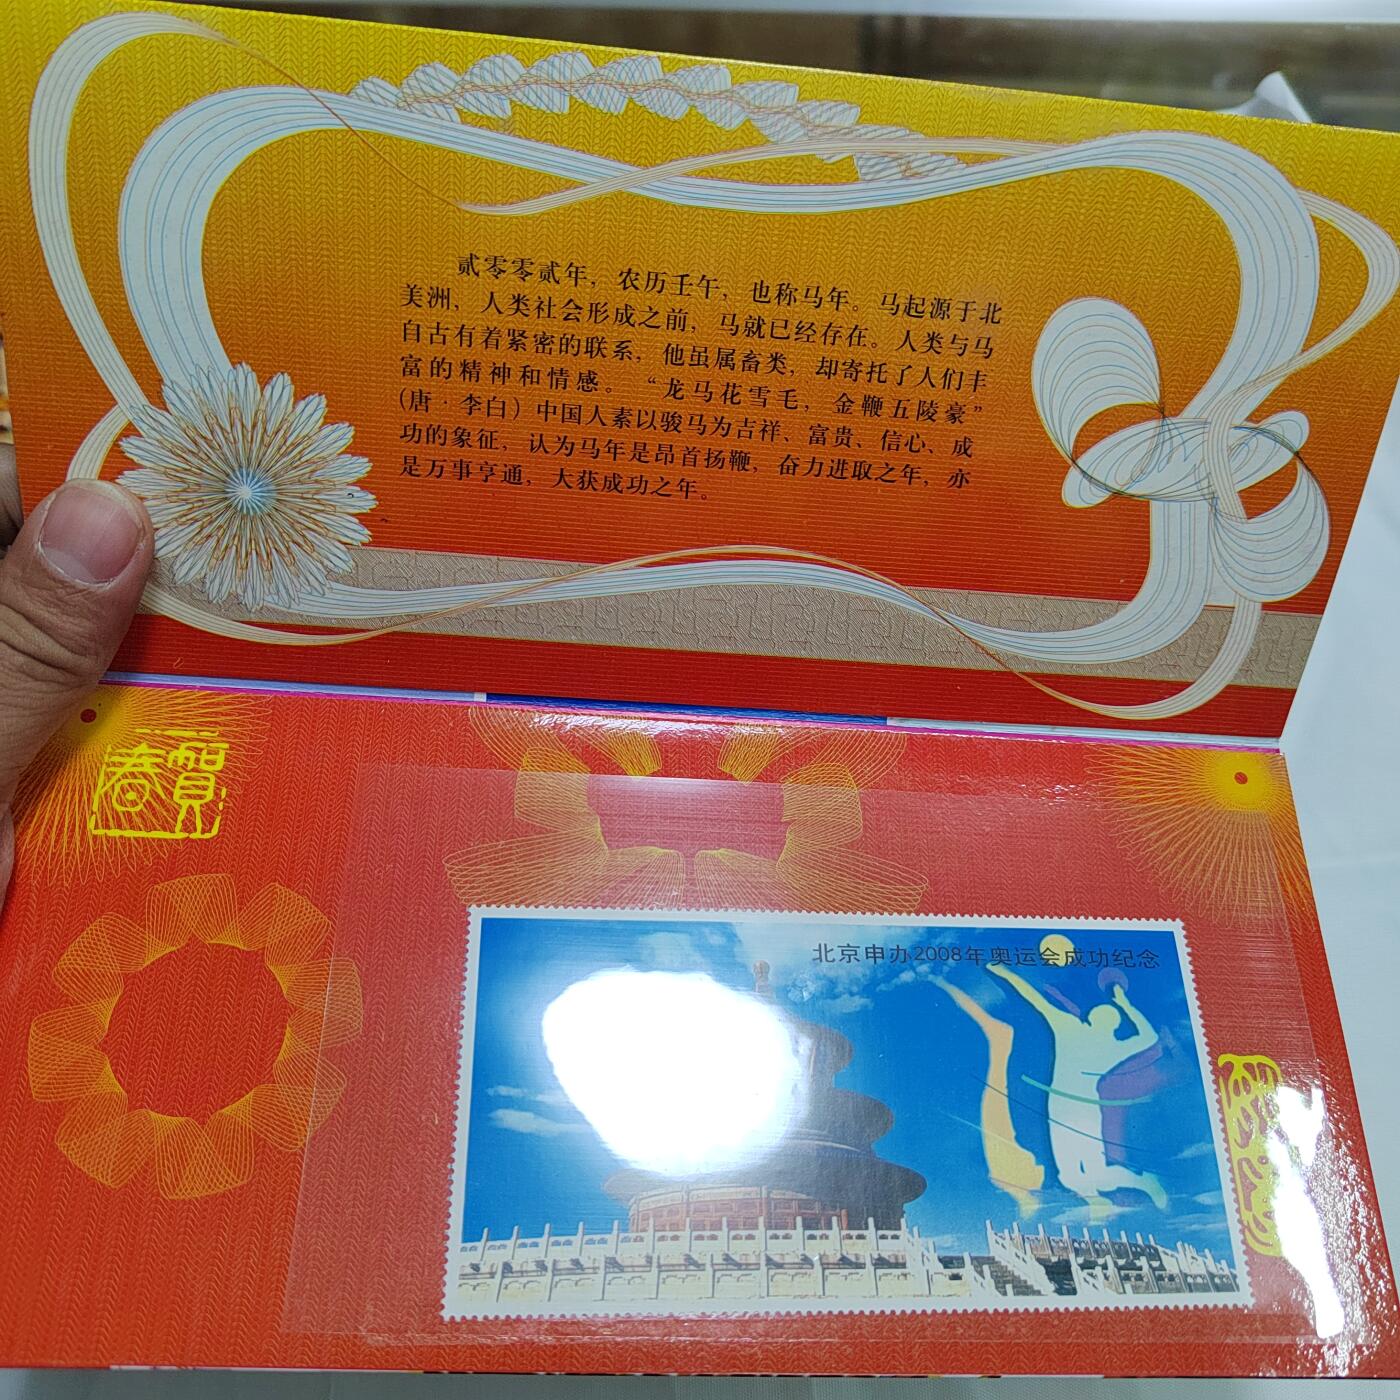 贰零零贰年，农历壬午，也称马年。马起源于北
美洲，人类社会形成之前，马就已经存在。人类与马
自古有着紧密的联系，他虽属畜类，却寄托了人们丰
富的精神和情感。“龙马花雪毛，金鞭五陵豪”
(唐·李白) 中国人素以骏马为吉祥、富贵、信心、成
功的象征，认为马年是昂首扬鞭，奋力进取之年，亦
是万事亨通，大获成功之年。
賀春
北京申办2008年奥运会成功纪念